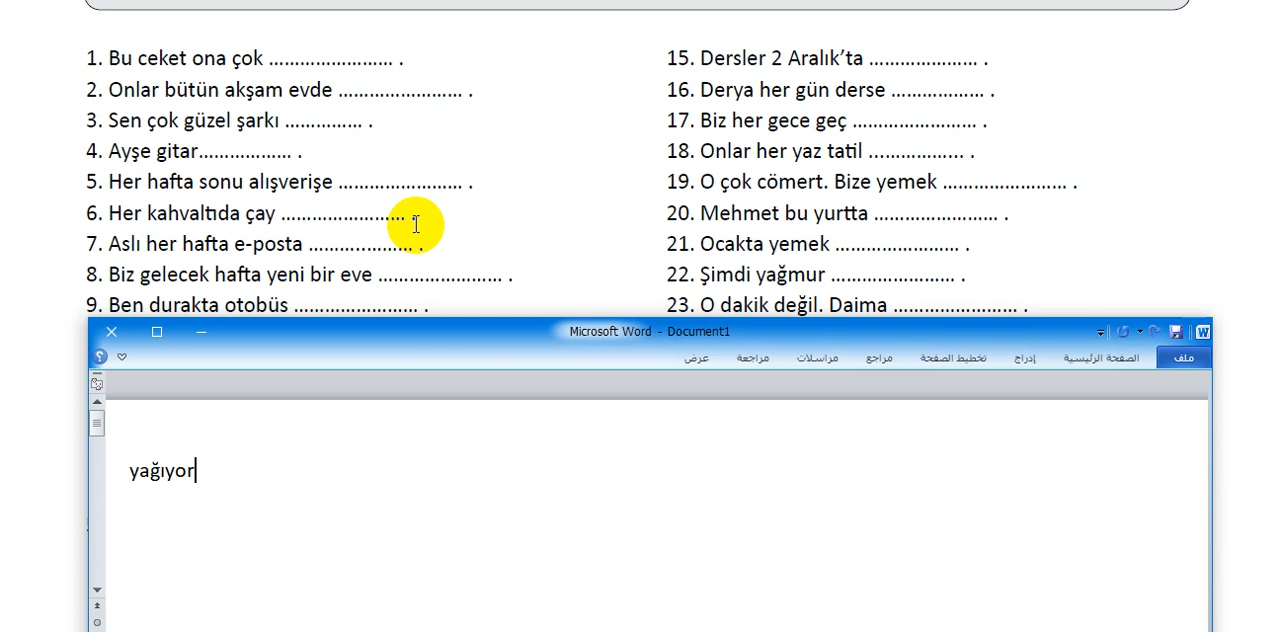 1. Bu ceket ona çok ........................ .
2. Onlar bütün akşam evde ........................ .
3. Sen çok güzel şarkı ............... .
4. Ayşe gitar.................. .
5. Her hafta sonu alışverişe ........................ .
6. Her kahvaltıda çay ........................ .
7. Aslı her hafta e-posta .................... .
8. Biz gelecek hafta yeni bir eve ........................ .
9. Ben durakta otobüs ........................ .
15. Dersler 2 Aralık’ta ..................... .
16. Derya her gün derse .................. .
17. Biz her gece geç ........................ .
18. Onlar her yaz tatil .................. .
19. O çok cömert. Bize yemek ........................ .
20. Mehmet bu yurtta ........................ .
21. Ocakta yemek ........................ .
22. Şimdi yağmur ........................ .
23. O dakik değil. Daima ........................ .
Microsoft Word - Document1
ملف الصفحة الرئيسية إدراج تخطيط الصفحة مراجع مراسلات مراجعة عرض
yağıyor